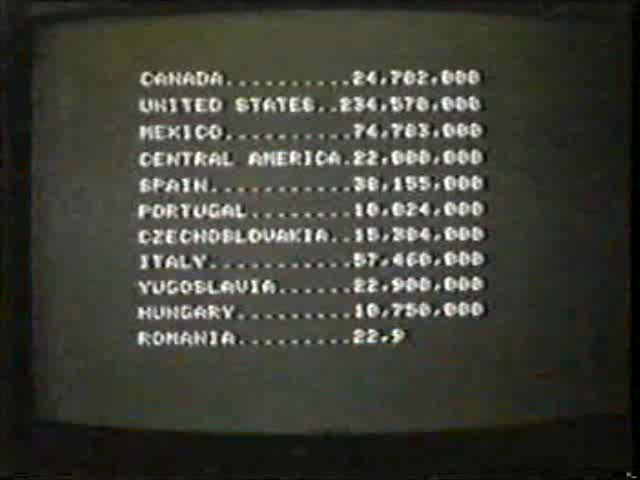 CANADA..........24,702,000
UNITED STATES..234,570,000
MEXICO..........74,703,000
CENTRAL AMERICA.22,000,000
SPAIN...........38,155,000
PORTUGAL........10,024,000
CZECHOSLOVAKIA..15,304,000
ITALY...........57,460,000
YUGOSLAVIA......22,900,000
HUNGARY.........10,750,000
ROMANIA.........22,9